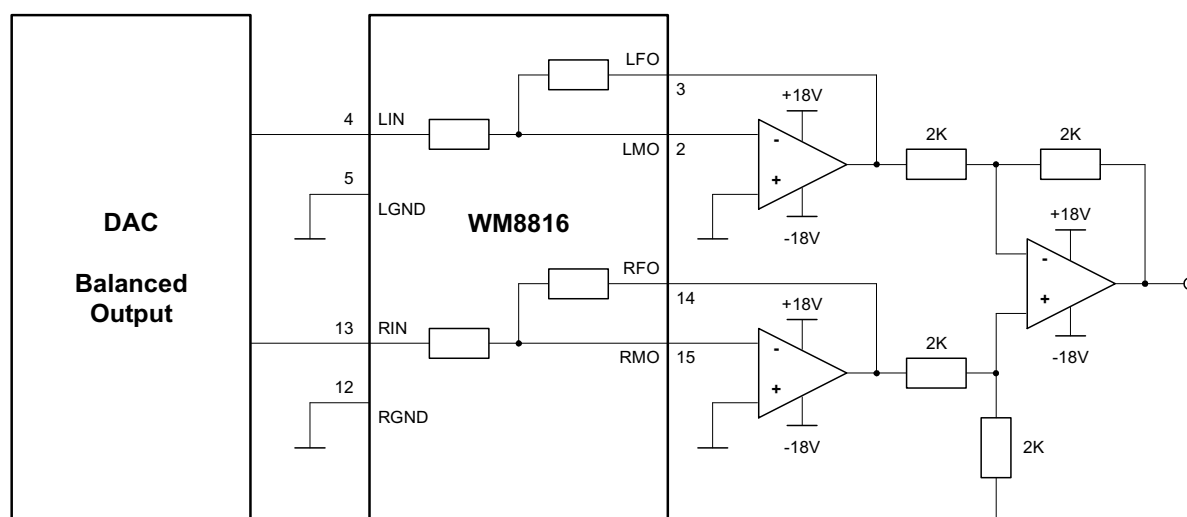 LFO
3
+18V
4
LIN
2K
2K
LMO
2
-
+
5
LGND
-18V
+18V
DAC
WM8816
Balanced
Output
RFO
14
-
+
+18V
-18V
13
RIN
RMO
15
-
+
2K
12
RGND
-18V
2K